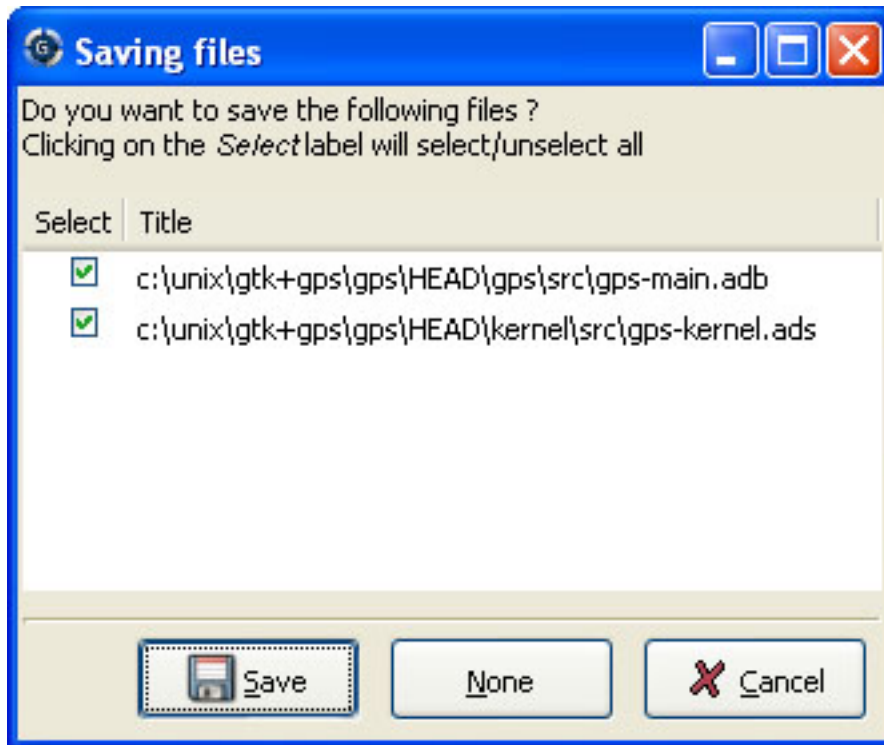 Saving files
Do you want to save the following files ?
Clicking on the Select label will select/unselect all
Select Title
c:\unix\gtk+gps\gps\HEAD\gps\src\gps-main.adb
c:\unix\gtk+gps\gps\HEAD\kernel\src\gps-kernel.ads
Save None Cancel